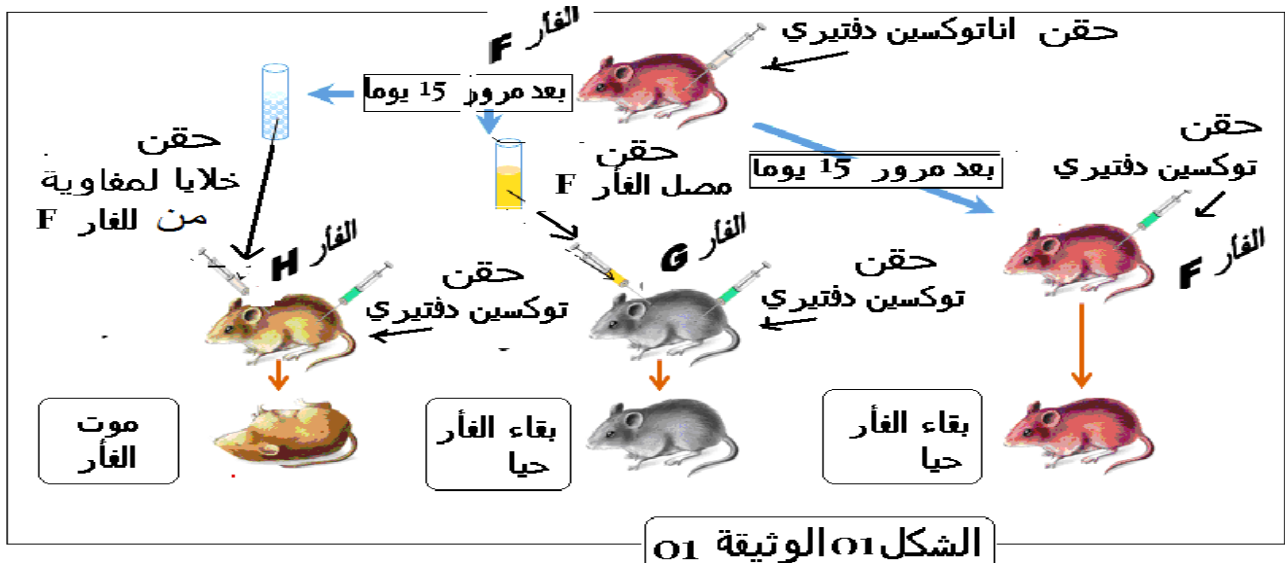 حقن اناتوكسين دفتيري
الفأر F
بعد مرور 15 يوما
بعد مرور 15 يوما
حقن
توكسين دفتيري
الفأر F
حقن
مصل الفأر F
حقن
خلايا لمفاوية
من للفار F
الفأر G
حقن
توكسين دفتيري
الفأر H
حقن
توكسين دفتيري
بقاء الفأر
حيا
بقاء الفأر
حيا
موت
الفأر
الشكل01الوثيقة 01